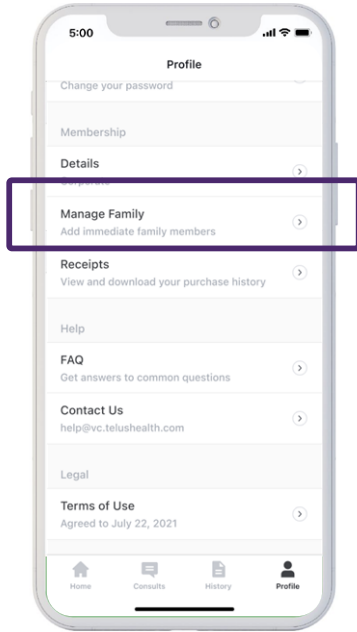 5:00
Profile
Change your password
Membership
Details
Corporate
Manage Family
Add immediate family members
Receipts
View and download your purchase history
Help
FAQ
Get answers to common questions
Contact Us
help@vc.telushealth.com
Legal
Terms of Use
Agreed to July 22, 2021
Home Consults History Profile